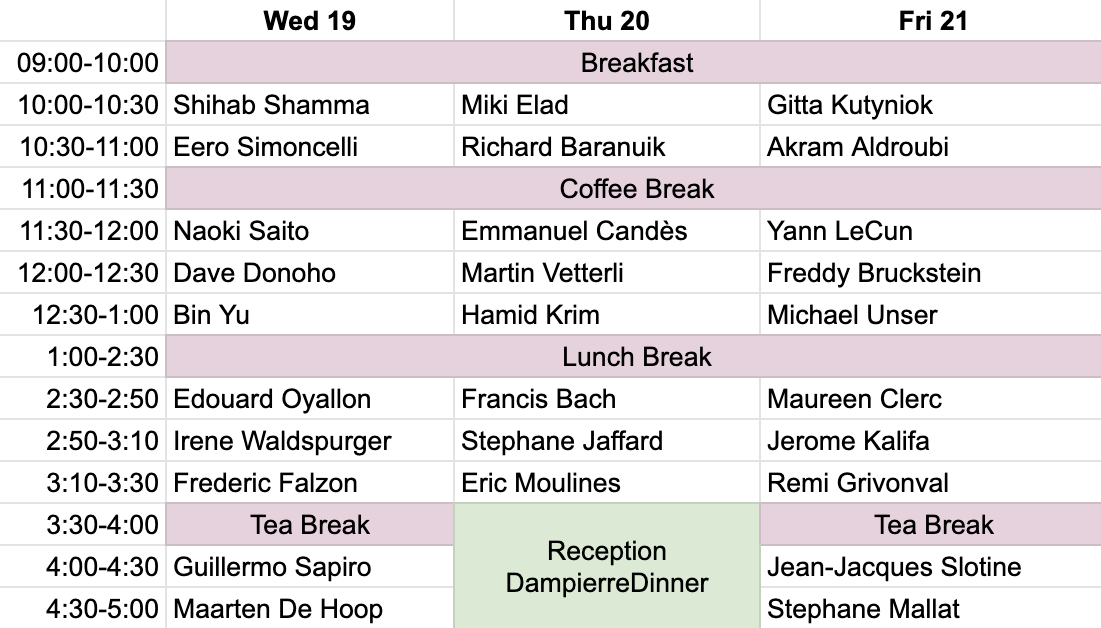 Wed 19 Thu 20 Fri 21
09:00-10:00 Breakfast
10:00-10:30 Shihab Shamma Miki Elad Gitta Kutyniok
10:30-11:00 Eero Simoncelli Richard Baranuik Akram Aldroubi
11:00-11:30 Coffee Break
11:30-12:00 Naoki Saito Emmanuel Candès Yann LeCun
12:00-12:30 Dave Donoho Martin Vetterli Freddy Bruckstein
12:30-1:00 Bin Yu Hamid Krim Michael Unser
1:00-2:30 Lunch Break
2:30-2:50 Edouard Oyallon Francis Bach Maureen Clerc
2:50-3:10 Irene Waldspurger Stephane Jaffard Jerome Kalifa
3:10-3:30 Frederic Falzon Eric Moulines Remi Grivonval
3:30-4:00 Tea Break Reception Tea Break
4:00-4:30 Guillermo Sapiro DampierreDinner Jean-Jacques Slotine
4:30-5:00 Maarten De Hoop Stephane Mallat